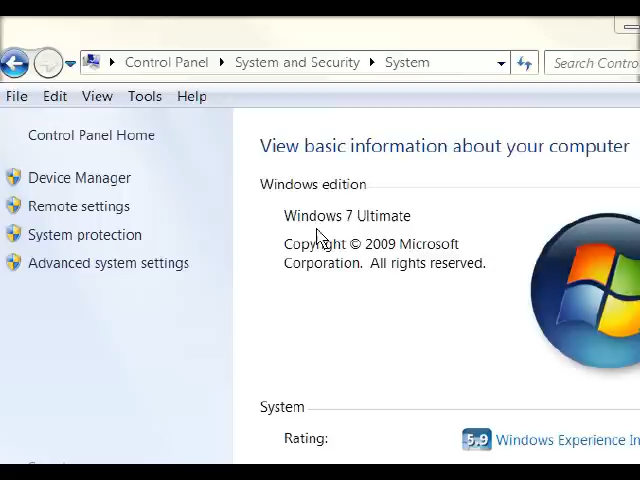 Control Panel System and Security System Search Contro
File Edit View Tools Help
Control Panel Home
View basic information about your computer
Device Manager
Windows edition
Remote settings
Windows 7 Ultimate
System protection
Copyright © 2009 Microsoft
Advanced system settings
Corporation. All rights reserved.
System
Rating:
5.9 Windows Experience In